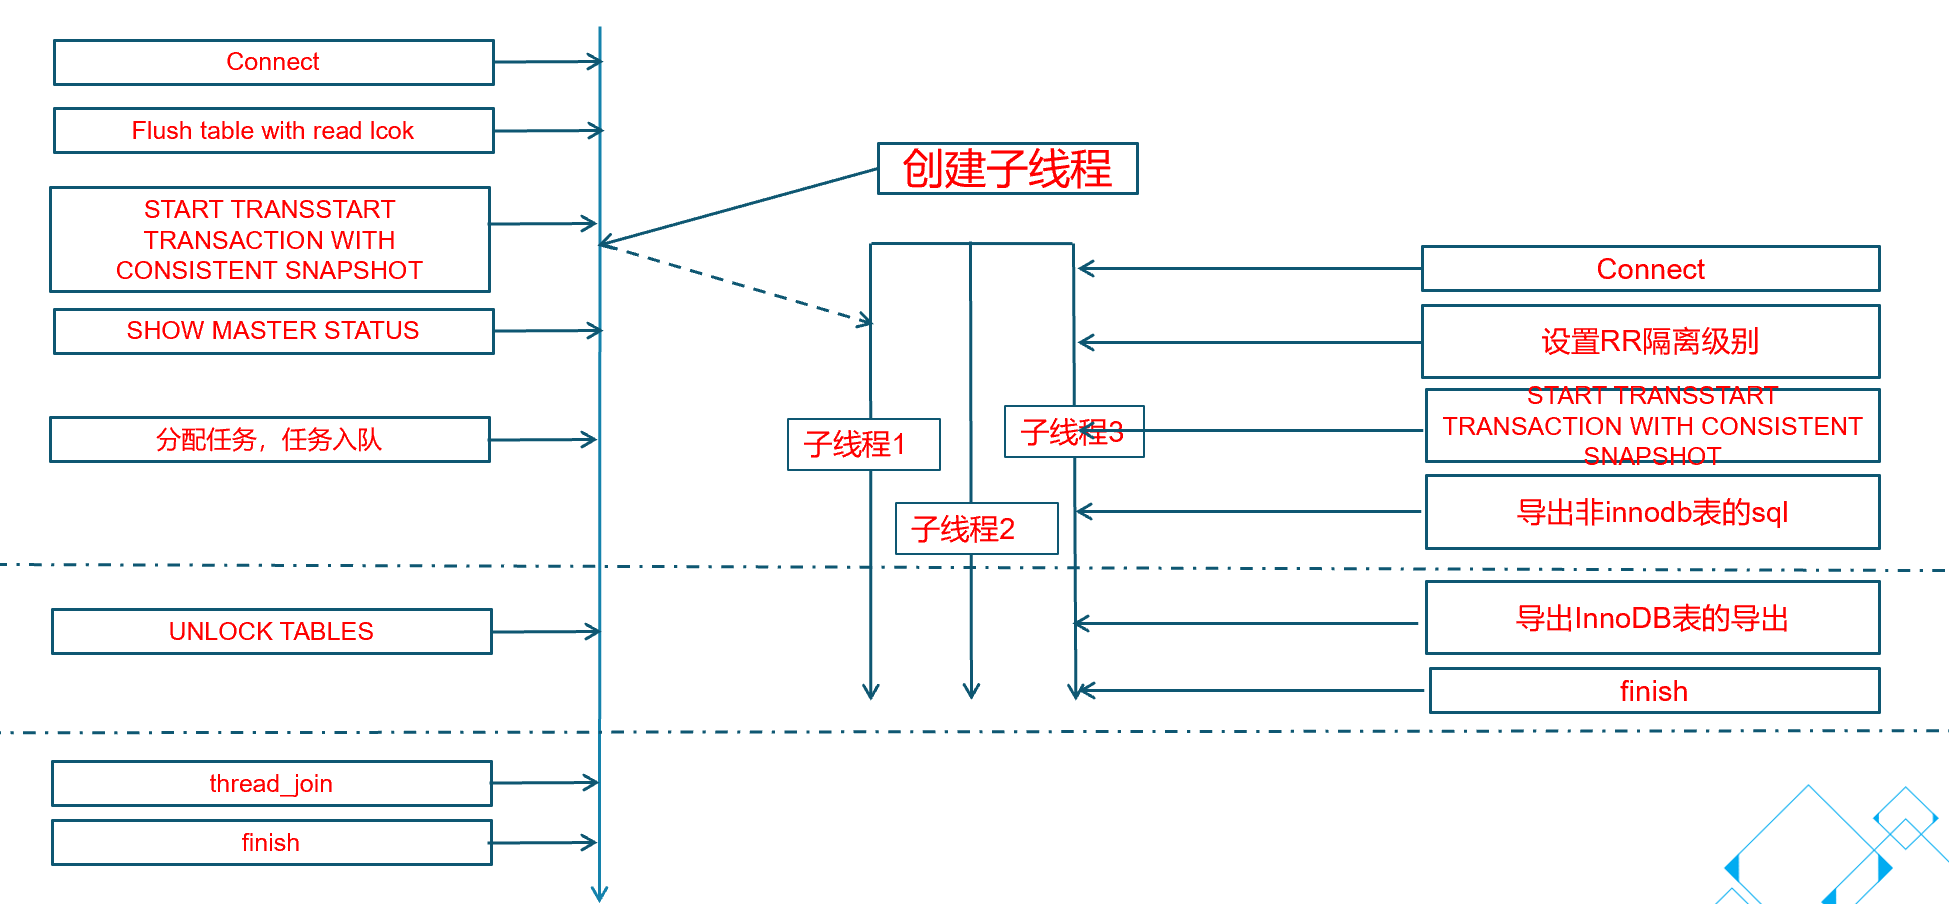 Connect
Flush table with read lcok
START TRANSSTART
TRANSACTION WITH
CONSISTENT SNAPSHOT
SHOW MASTER STATUS
分配任务，任务入队
UNLOCK TABLES
thread_join
finish
创建子线程
子线程1
子线程2
子线程3
Connect
设置RR隔离级别
START TRANSSTART
TRANSACTION WITH CONSISTENT
SNAPSHOT
导出非innodb表的sql
导出InnoDB表的导出
finish